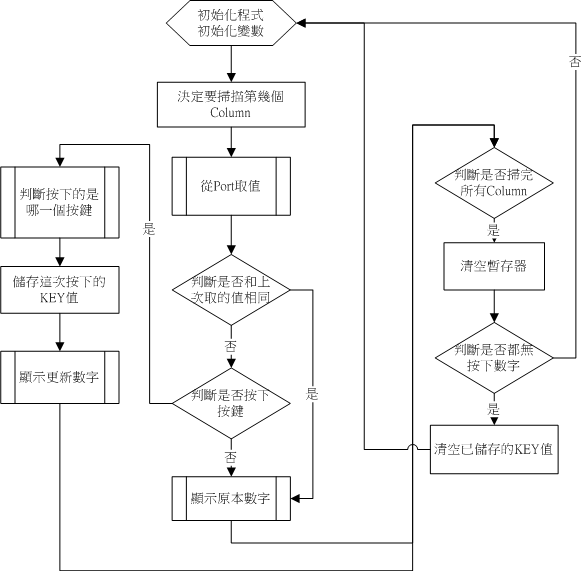 初始化程式
初始化變數
決定要掃描第幾個
Column
從Port取值
判斷是否和上
次取的值相同
否
是
判斷是否按下
按鍵
是
否
顯示原本數字
判斷按下的是
哪一個按鍵
儲存這次按下的
KEY值
顯示更新數字
判斷是否掃完
所有Column
是
清空暫存器
判斷是否都無
按下數字
否
是
清空已儲存的KEY值